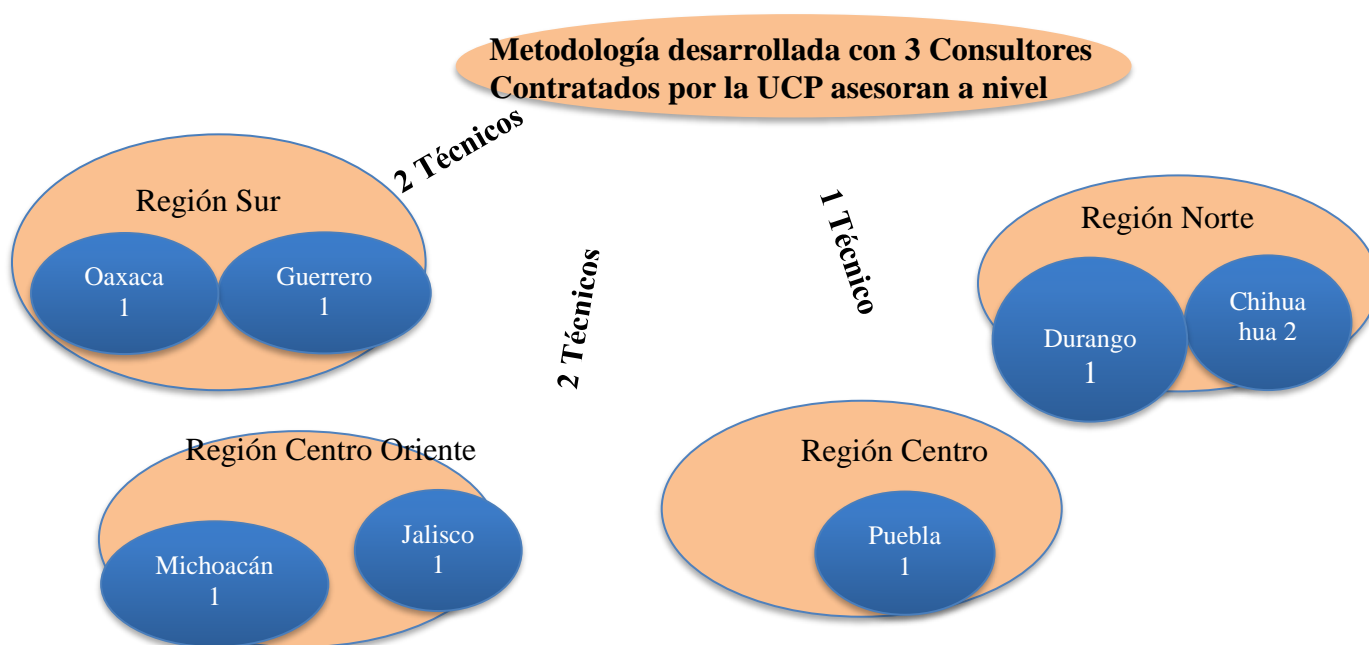 Metodología desarrollada con 3 Consultores
Contratados por la UCP asesoran a nivel
2 Técnicos
Región Sur
Oaxaca
1
Guerrero
1
2 Técnicos
1 Técnico
Región Norte
Durango
1
Chihua
hua 2
Región Centro Oriente
Michoacán
1
Jalisco
1
Región Centro
Puebla
1